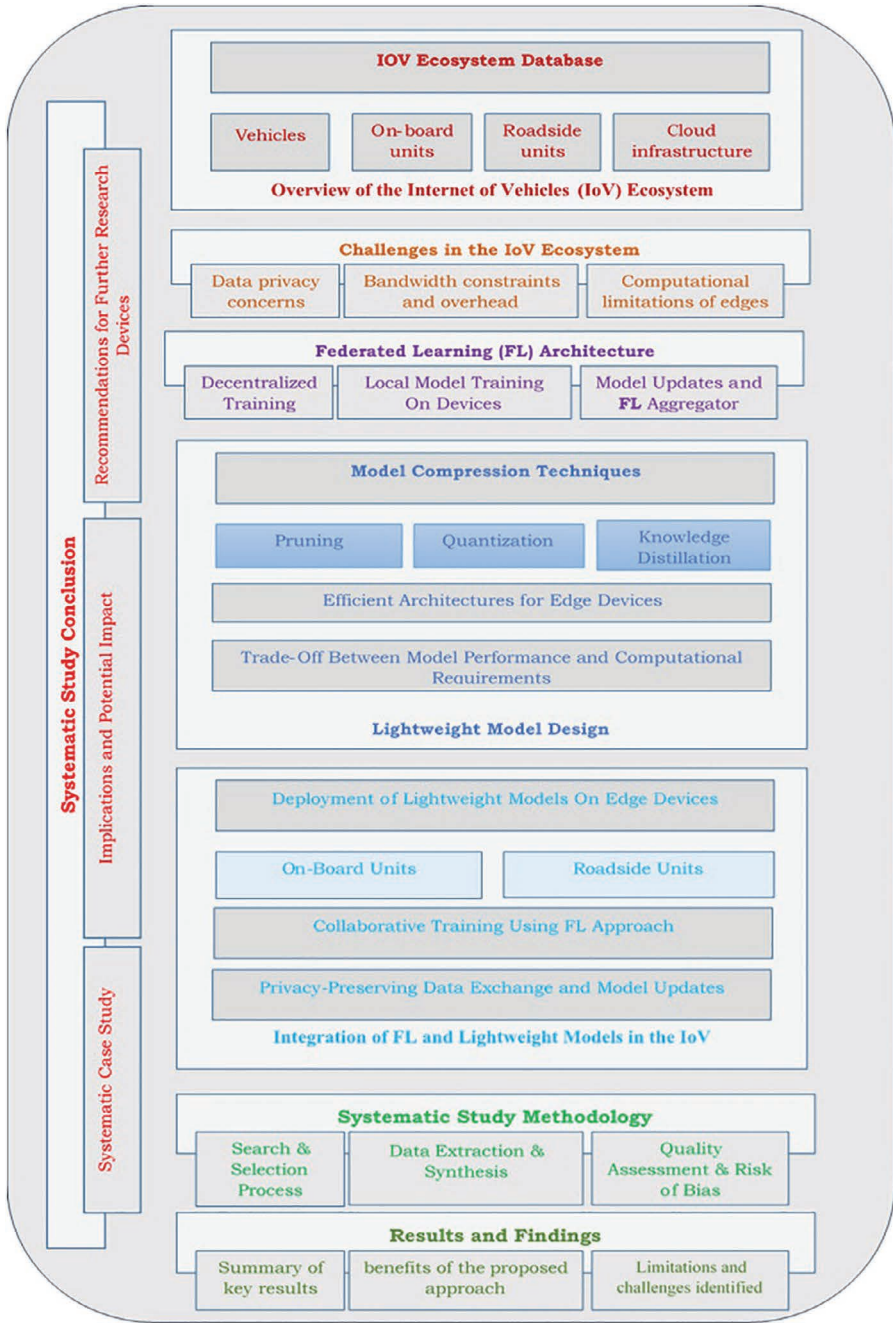 IOV Ecosystem Database
Vehicles
On-board
units
Roadside
units
Cloud
infrastructure
Overview of the Internet of Vehicles (IoV) Ecosystem
Challenges in the IoV Ecosystem
Data privacy
concerns
Bandwidth constraints
and overhead
Computational
limitations of edges
Federated Learning (FL) Architecture
Decentralized
Training
Local Model Training
On Devices
Model Updates and
FL Aggregator
Model Compression Techniques
Pruning
Quantization
Knowledge
Distillation
Efficient Architectures for Edge Devices
Trade-Off Between Model Performance and Computational
Requirements
Lightweight Model Design
Deployment of Lightweight Models On Edge Devices
On-Board Units
Roadside Units
Collaborative Training Using FL Approach
Privacy-Preserving Data Exchange and Model Updates
Integration of FL and Lightweight Models in the IoV
Systematic Study Methodology
Search &
Selection
Process
Data Extraction &
Synthesis
Quality
Assessment & Risk
of Bias
Results and Findings
Summary of
key results
benefits of the proposed
approach
Limitations and
challenges identified
Systematic Study Conclusion
Recommendations for Further Research
Devices
Implications and Potential Impact
Systematic Case Study